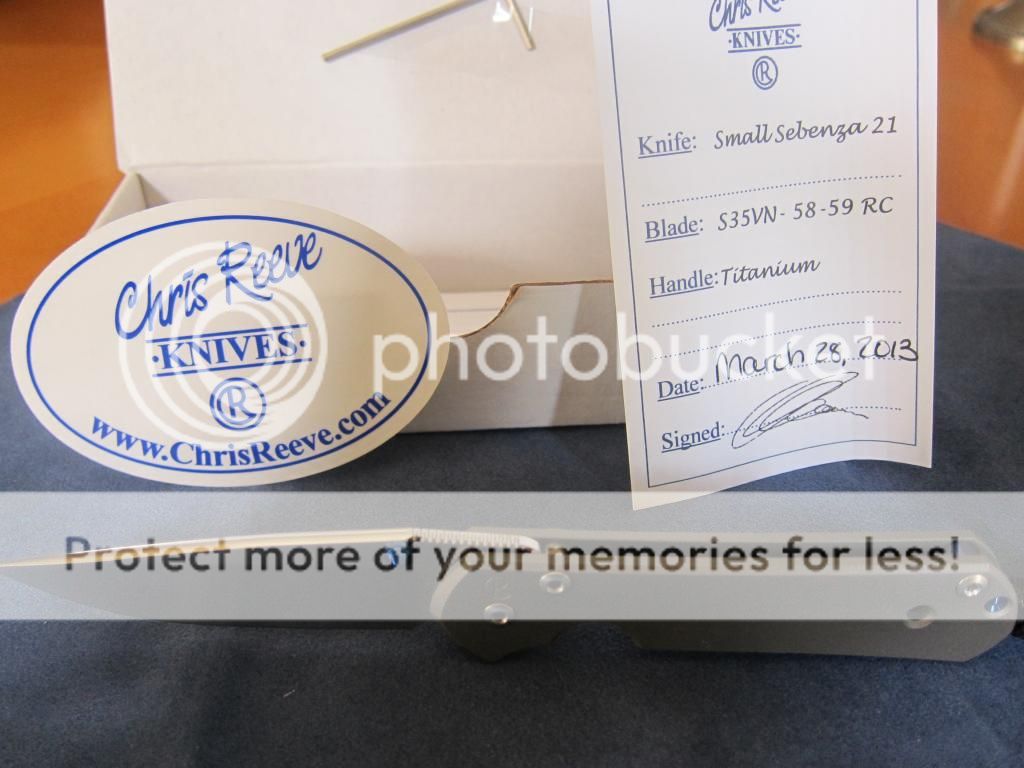 Chris Reeve
·KNIVES·
®
www.ChrisReeve.com
Chris Reeve
·KNIVES·
®
Knife: Small Sebenza 21
Blade: S35VN- 58-59 RC
Handle: Titanium
Date: March 28, 2013
Signed:
photobucket
Protect more of your memories for less!